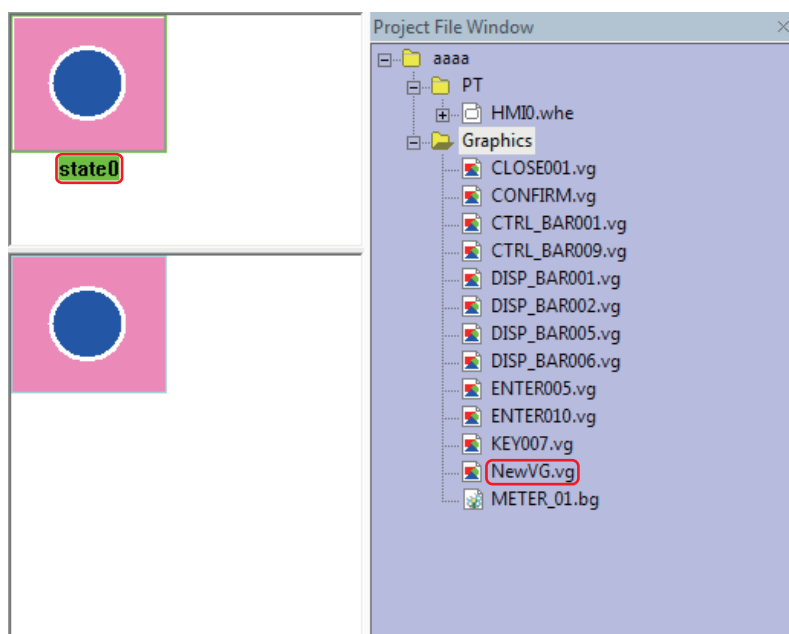 state0
Project File Window
aaaa
PT
HMI0.whe
Graphics
CLOSE001.vg
CONFIRM.vg
CTRL_BAR001.vg
CTRL_BAR009.vg
DISP_BAR001.vg
DISP_BAR002.vg
DISP_BAR005.vg
DISP_BAR006.vg
ENTER005.vg
ENTER010.vg
KEY007.vg
NewVG.vg
METER_01.bg